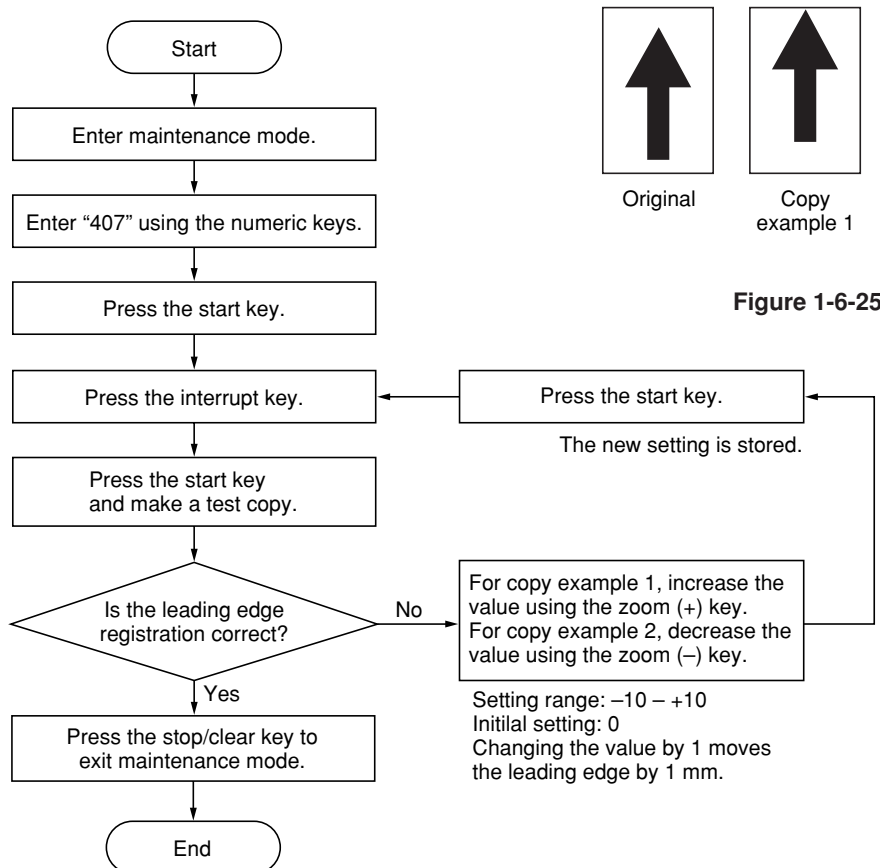 Start
Enter maintenance mode.
Enter “407” using the numeric keys.
Press the start key.
Press the interrupt key.
Press the start key
and make a test copy.
Is the leading edge
registration correct?
No
Yes
Press the stop/clear key to
exit maintenance mode.
End
For copy example 1, increase the
value using the zoom (+) key.
For copy example 2, decrease the
value using the zoom (–) key.
Setting range: –10 – +10
Initilal setting: 0
Changing the value by 1 moves
the leading edge by 1 mm.
Press the start key.
The new setting is stored.
Original
Copy
example 1
Figure 1-6-25